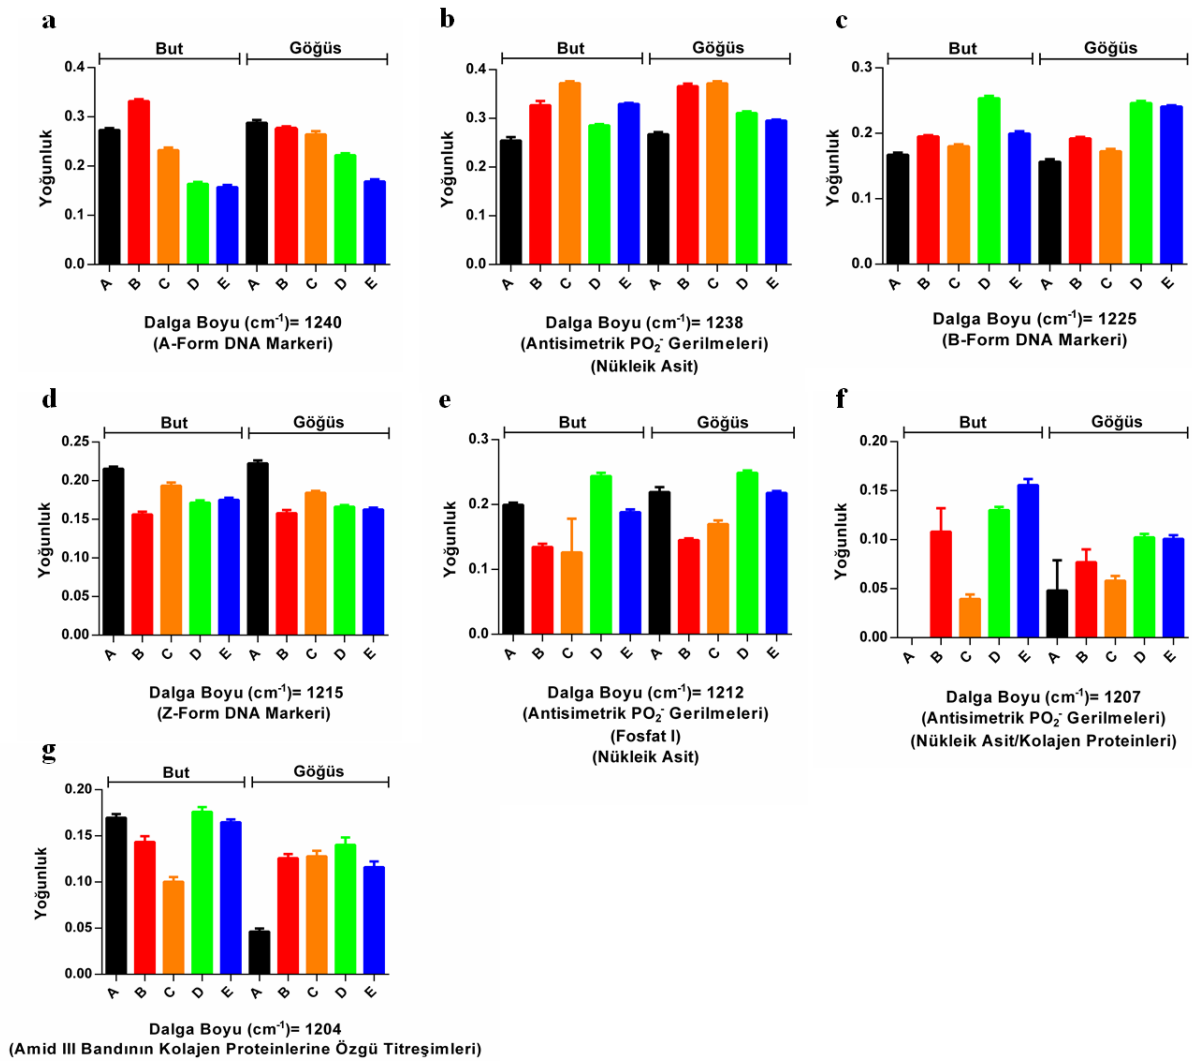 a
But Göğüs
0.4
0.3
0.2
0.1
0.0
Yoğunluk
A B C D E A B C D E
Dalga Boyu (cm⁻¹)= 1240
(A-Form DNA Markeri)
b
But Göğüs
0.4
0.3
0.2
0.1
0.0
Yoğunluk
A B C D E A B C D E
Dalga Boyu (cm⁻¹)= 1238
(Antisimetrik PO₂⁻ Gerilmeleri)
(Nükleik Asit)
c
But Göğüs
0.3
0.2
0.1
0.0
Yoğunluk
A B C D E A B C D E
Dalga Boyu (cm⁻¹)= 1225
(B-Form DNA Markeri)
d
But Göğüs
0.25
0.20
0.15
0.10
0.05
0.00
Yoğunluk
A B C D E A B C D E
Dalga Boyu (cm⁻¹)= 1215
(Z-Form DNA Markeri)
e
But Göğüs
0.3
0.2
0.1
0.0
Yoğunluk
A B C D E A B C D E
Dalga Boyu (cm⁻¹)= 1212
(Antisimetrik PO₂⁻ Gerilmeleri)
(Fosfat I)
(Nükleik Asit)
f
But Göğüs
0.20
0.15
0.10
0.05
0.00
Yoğunluk
A B C D E A B C D E
Dalga Boyu (cm⁻¹)= 1207
(Antisimetrik PO₂⁻ Gerilmeleri)
(Nükleik Asit/Kolajen Proteinleri)
g
But Göğüs
0.20
0.15
0.10
0.05
0.00
Yoğunluk
A B C D E A B C D E
Dalga Boyu (cm⁻¹)= 1204
(Amid III Bandının Kolajen Proteinlerine Özgü Titreşimleri)